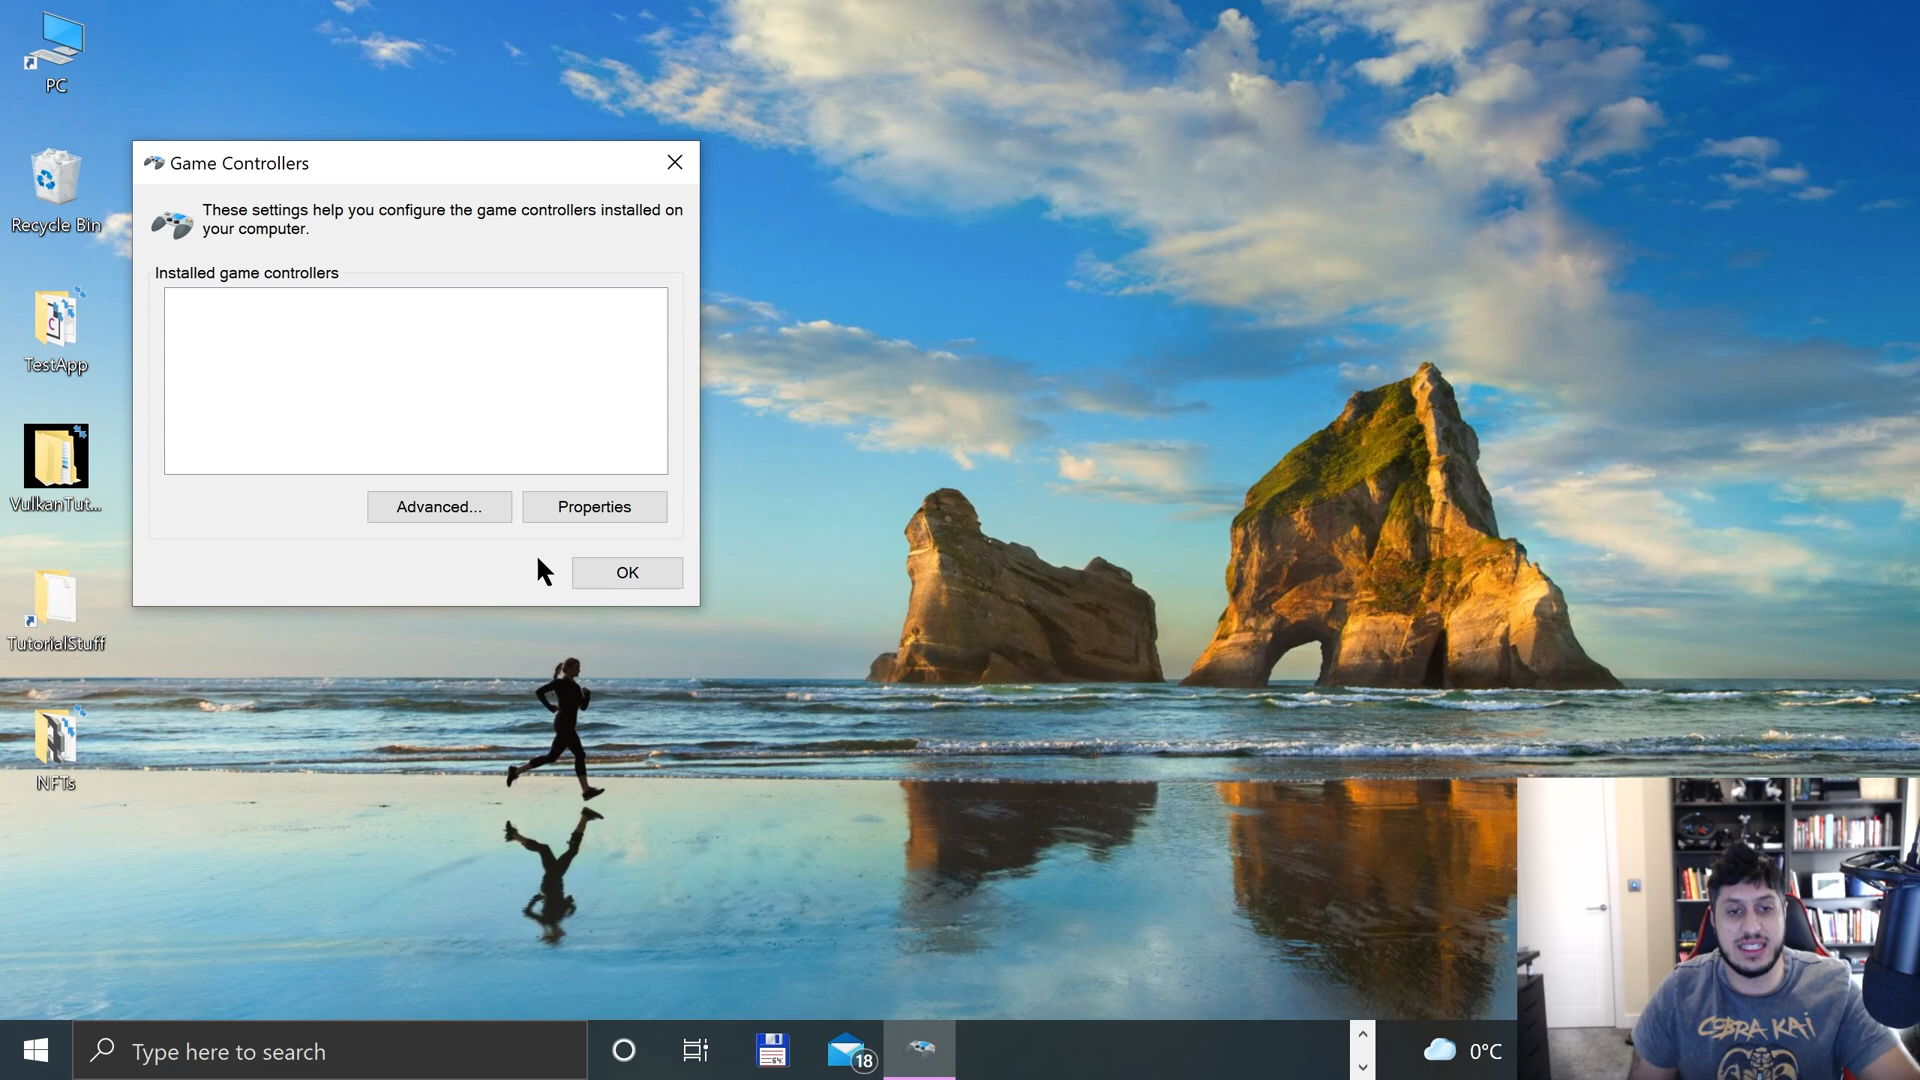 PC
Recycle Bin
TestApp
VulkanTut...
TutorialStuff
NFTs
Game Controllers
These settings help you configure the game controllers installed on
your computer.
Installed game controllers
Advanced...
Properties
OK
Type here to search
64
18
0°C
COBRA KAI